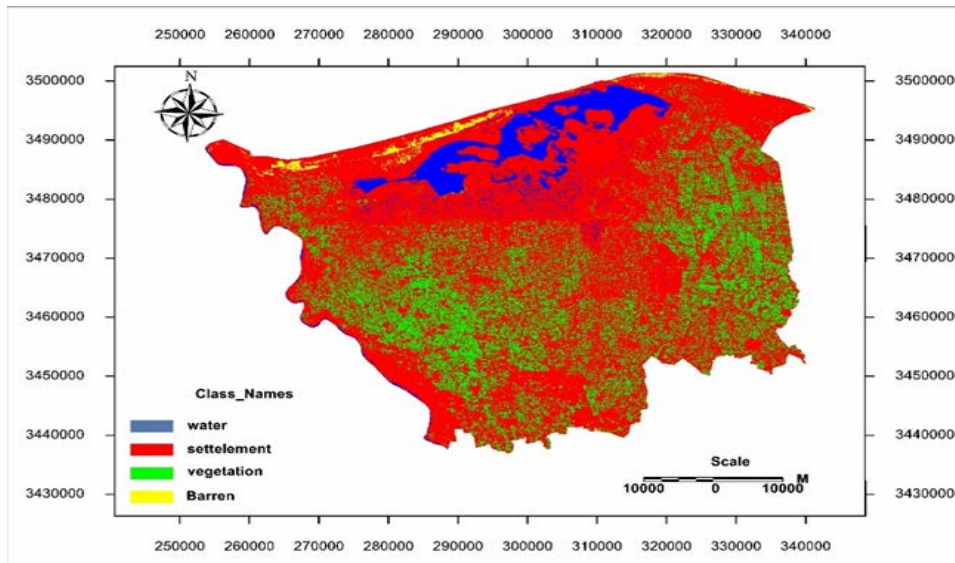 250000 260000 270000 280000 290000 300000 310000 320000 330000 340000
3500000 3500000
N
3490000 3490000
3480000 3480000
3470000 3470000
3460000 3460000
3450000 3450000
Class_Names
water
3440000 3440000
settelement
vegetation
Scale
M
Barren
10000 0 10000
3430000 3430000
250000 260000 270000 280000 290000 300000 310000 320000 330000 340000